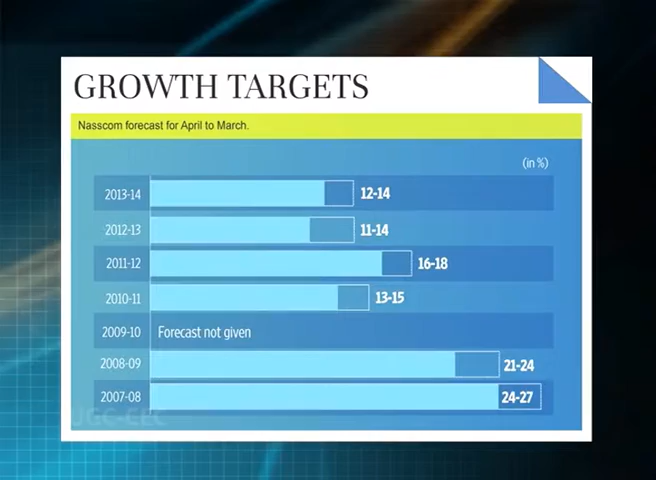 GROWTH TARGETS
Nasscom forecast for April to March.
(in %)
2013-14 12-14
2012-13 11-14
2011-12 16-18
2010-11 13-15
2009-10 Forecast not given
2008-09 21-24
2007-08 24-27
UGC-CEC